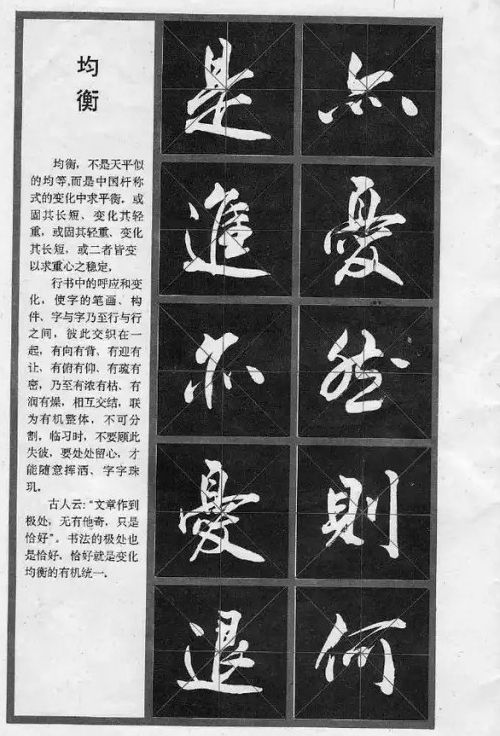 均衡
均衡，不是天平似
的均等，而是中国杆称
式的变化中求平衡，或
固其长短、变化其轻
重，或固其轻重、变化
其长短，或二者皆变
以求重心之稳定，
行书中的呼应和变
化，使字的笔画、构
件、字与字乃至行与行
之间，彼此交织在一
起，有向有背、有迎有
让、有俯有仰、有疏有
密，乃至有浓有枯、有
润有燥，相互交结，联
为有机整体，不可分
割，临习时，不要顾此
失彼，要处处留心，才
能随意挥洒、字字珠
玑。
古人云：“文章作到
极处，无有他奇，只是
恰好”。书法的极处也
是恰好，恰好就是变化
均衡的有机统一．
是進亦憂退
亦憂然則何